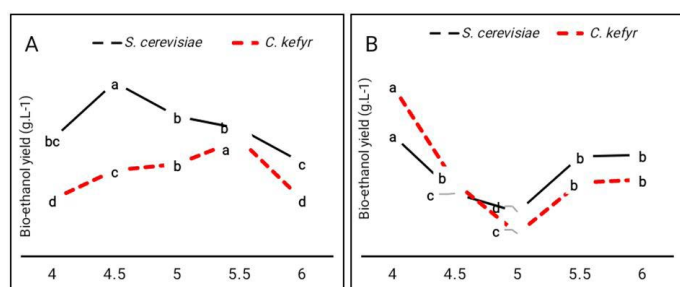 A
S. cerevisiae
C. kefyr
Bio-ethanol yield (g.L-1)
a
b
b
bc
a
c
c
b
d
d
4 4.5 5 5.5 6
B
S. cerevisiae
C. kefyr
Bio-ethanol yield (g.L-1)
a
a
b
b
b
c
b
b
d
c
4 4.5 5 5.5 6